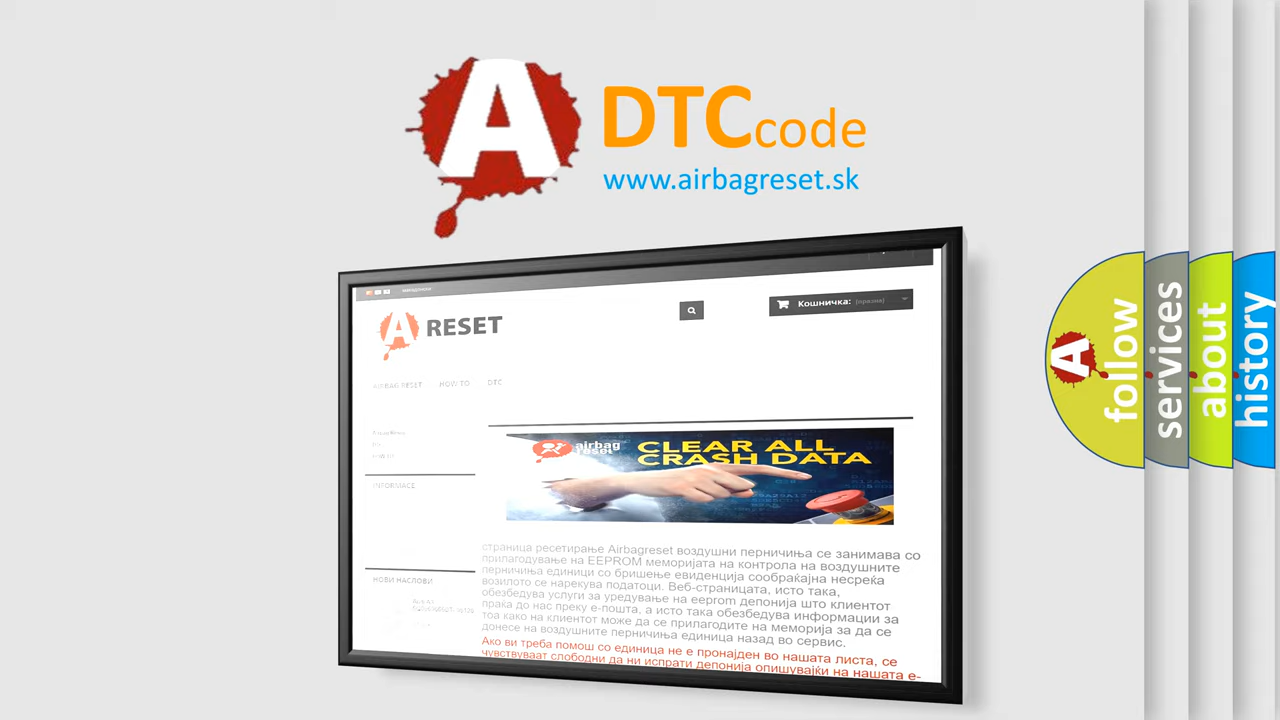 A
DTC code
www.airbagreset.sk
A RESET
Кошничка: (празна)
AIRBAG RESET HOW TO DTC
airbag reset
CLEAR ALL
CRASH DATA
INFORMACE
НОВИ НАСЛОВИ
страница ресетирање Airbagreset воздушни перничиња се занимава со
прилагодување на EEPROM меморијата на контрола на воздушните
перничиња единици со бришење евиденција сообраќајна несреќа
возилото се нарекува податоци. Веб-страницата, исто така,
обезбедува услуги за уредување на eeprom депонија што клиентот
праќа до нас преку е-пошта, а исто така обезбедува информации за
тоа како на клиентот може да се прилагодите на меморија за да се
донесе на воздушните перничиња единица назад во сервис.
Ако ви треба помош со единица не е пронајден во нашата листа, се
чувствуваат слободни да ни испрати депонија опишувајќи на нашата е-
A
follow
services
about
history